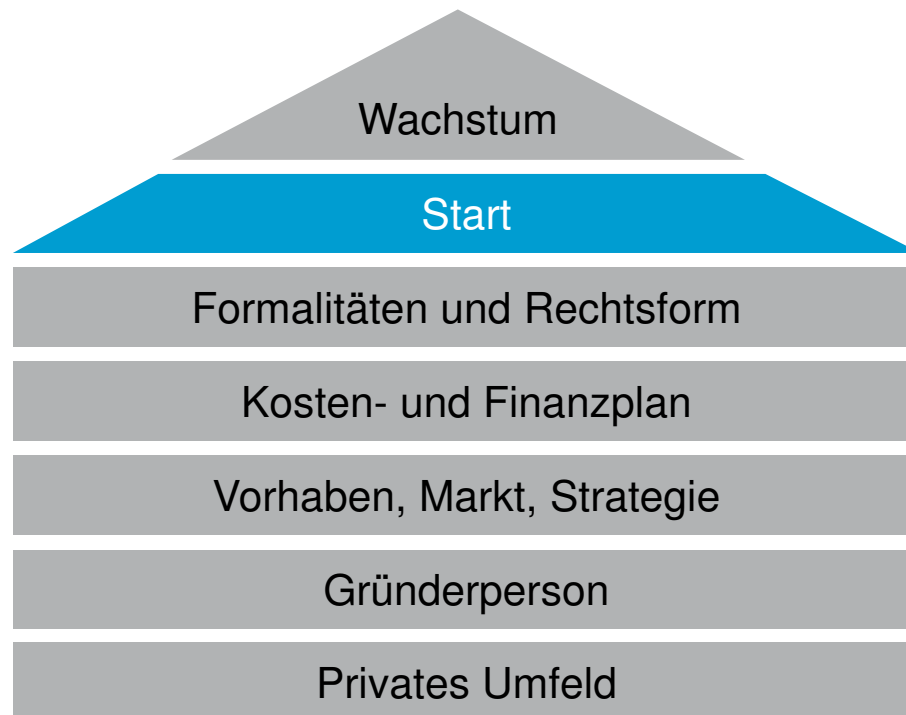 Wachstum
Start
Formalitäten und Rechtsform
Kosten- und Finanzplan
Vorhaben, Markt, Strategie
Gründerperson
Privates Umfeld